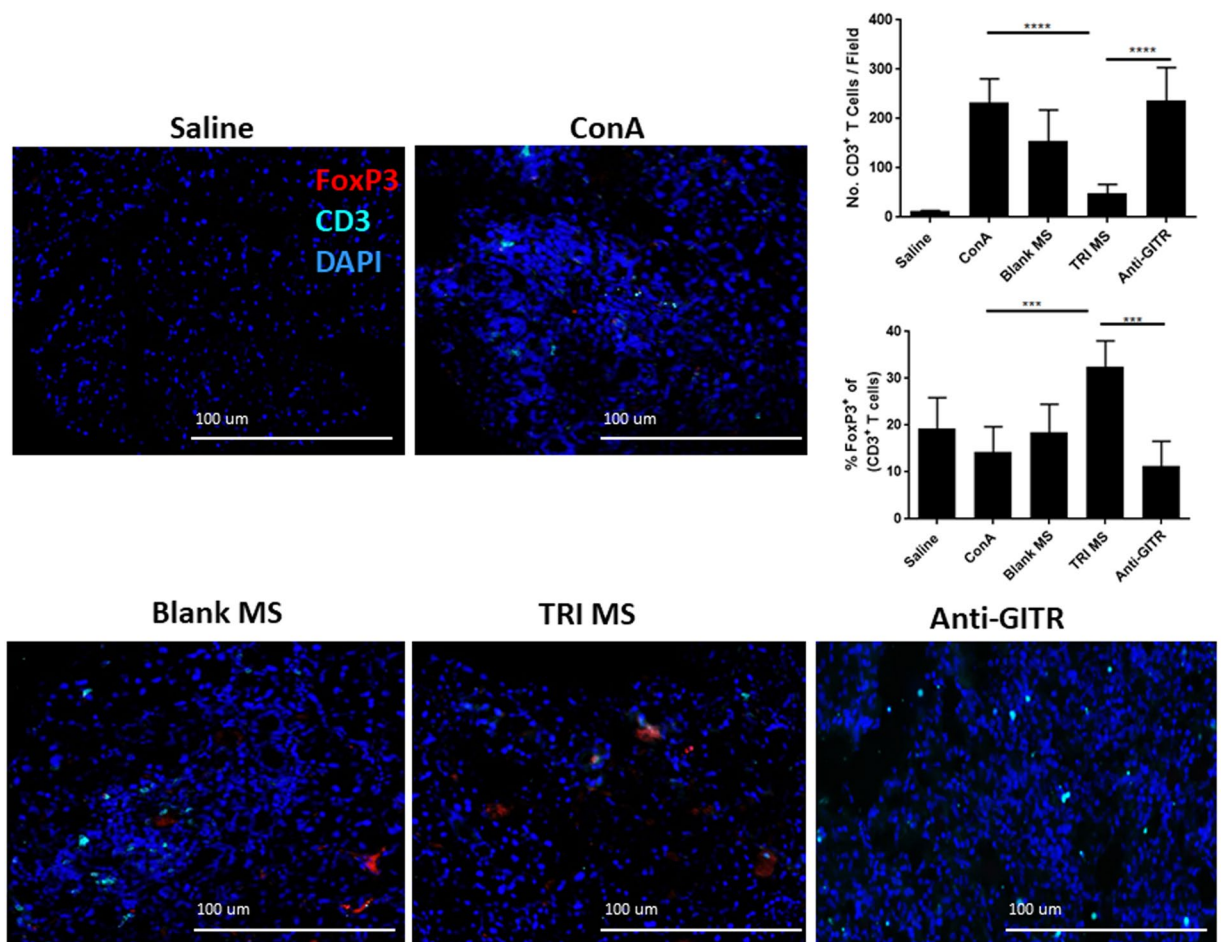 Saline
FoxP3
CD3
DAPI
100 um
ConA
100 um
No. CD3⁺ T Cells / Field
400
300
200
100
0
****
****
Saline
ConA
Blank MS
TRI MS
Anti-GITR
% FoxP3⁺ of
(CD3⁺ T cells)
40
30
20
10
0
***
***
Saline
ConA
Blank MS
TRI MS
Anti-GITR
Blank MS
100 um
TRI MS
100 um
Anti-GITR
100 um